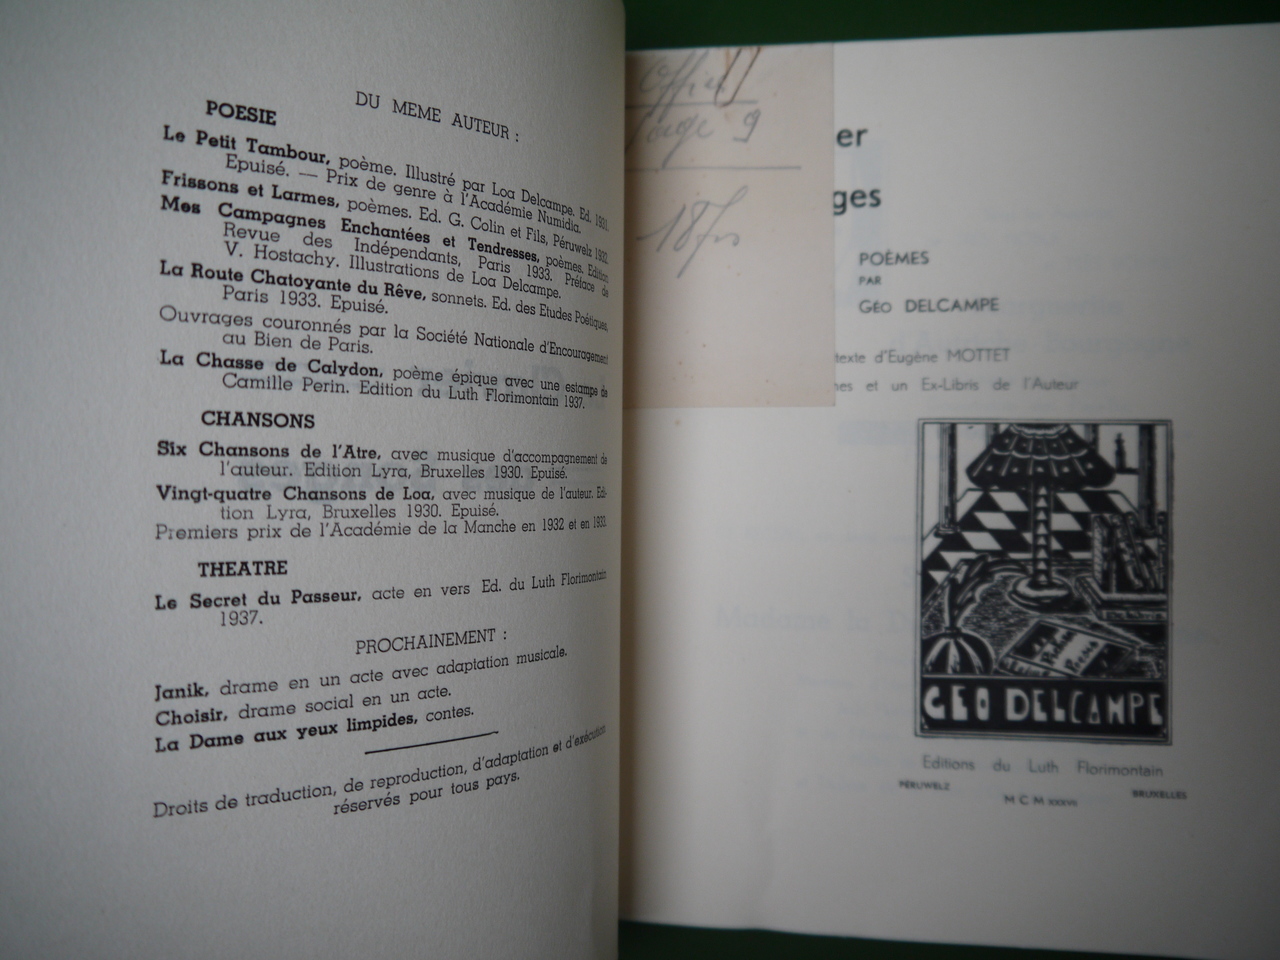 DU MEME AUTEUR :
POESIE
Le Petit Tambour, poème. Illustré par Loa Delcampe. Ed. 1931.
Epuisé. — Prix de genre à l'Académie Numidia.
Frissons et Larmes, poèmes. Ed. G. Colin et Fils, Péruwelz 1932
Mes Campagnes Enchantées et Tendresses, poèmes, Edition
Revue des Indépendants, Paris 1933. Préface de
V. Hostachy. Illustrations de Loa Delcampe.
La Route Chatoyante du Rêve, sonnets. Ed. des Etudes Poétiques,
Paris 1933. Epuisé.
Ouvrages couronnés par la Société Nationale d'Encouragement
au Bien de Paris.
La Chasse de Calydon, poème épique avec une estampe de
Camille Perin. Edition du Luth Florimontain 1937.
CHANSONS
Six Chansons de l'Atre, avec musique d'accompagnement de
l'auteur. Edition Lyra, Bruxelles 1930. Epuisé.
Vingt-quatre Chansons de Loa, avec musique de l'auteur. Edi-
tion Lyra, Bruxelles 1930. Epuisé.
Premiers prix de l'Académie de la Manche en 1932 et en 1933.
THEATRE
Le Secret du Passeur, acte en vers Ed. du Luth Florimontain
1937.
PROCHAINEMENT :
Janik, drame en un acte avec adaptation musicale.
Choisir, drame social en un acte.
La Dame aux yeux limpides, contes.
Droits de traduction, de reproduction, d'adaptation et d'exécution
réservés pour tous pays.
9
er
ges
POÈMES
PAR
GÉO DELCAMPE
texte d'Eugène MOTTET
et un Ex-Libris de l'Auteur
Poèmes
GEO DELCAMPE
Editions du Luth Florimontain
PÉRUWELZ BRUXELLES
M C M XXXVII